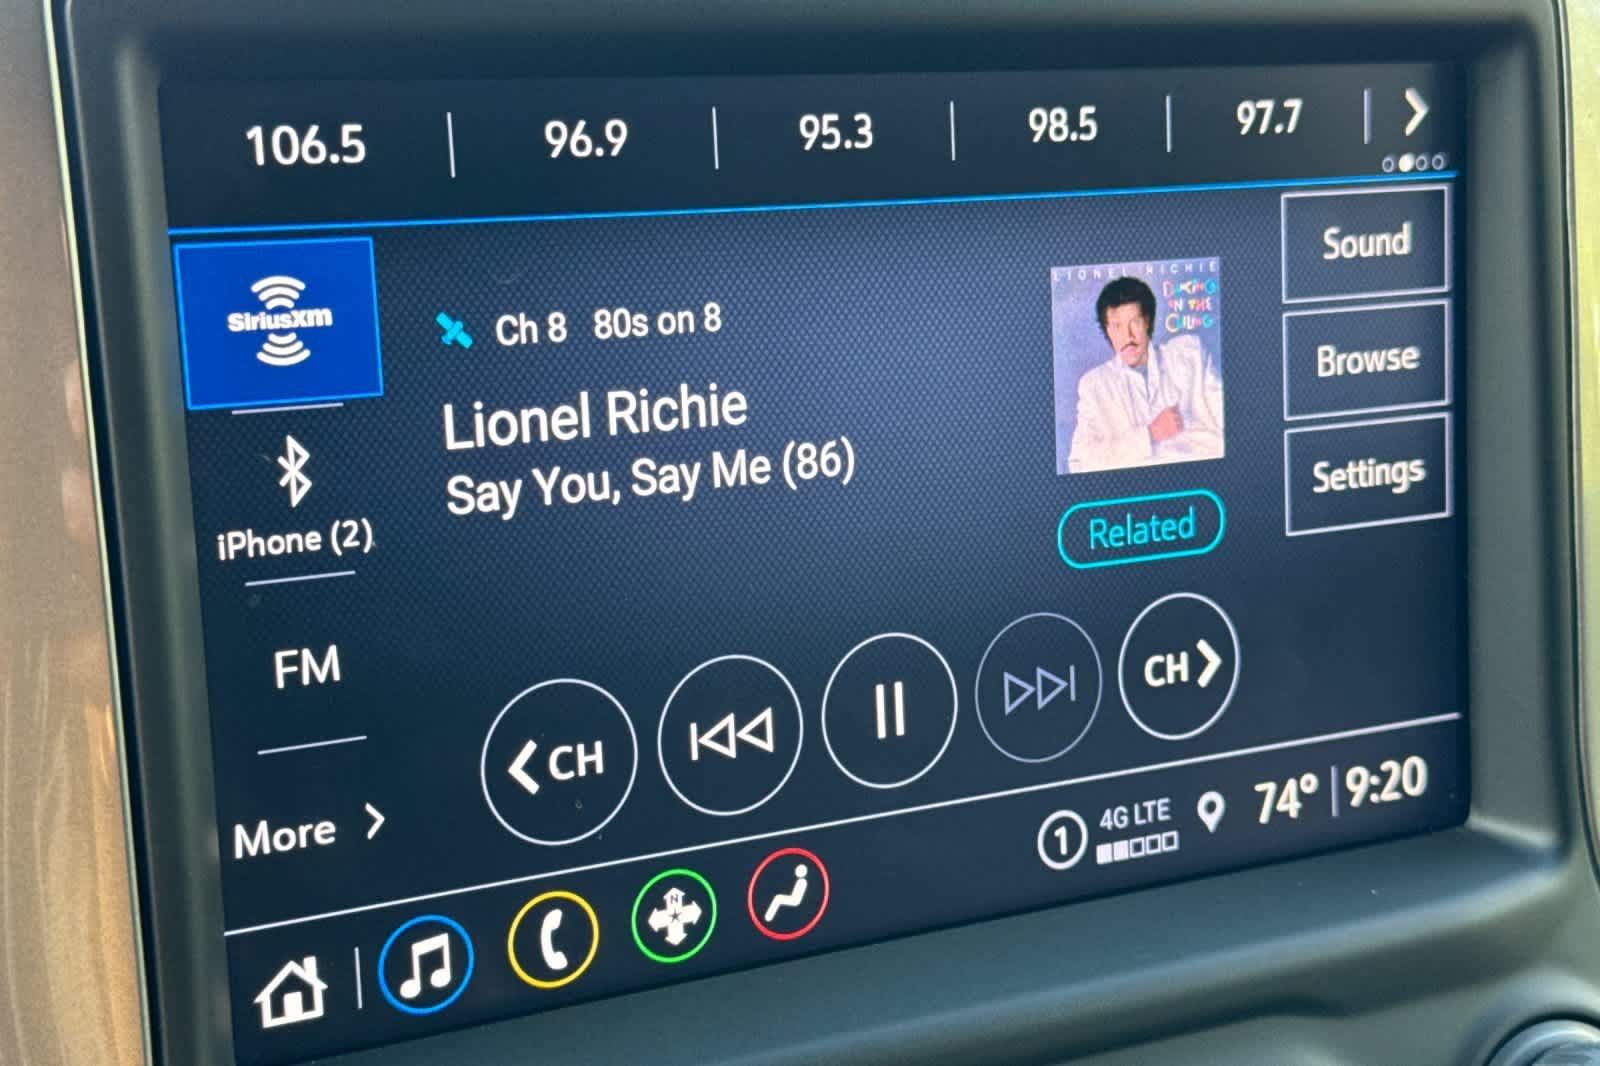 106.5 | 96.9 | 95.3 | 98.5 | 97.7
SiriusXM
Ch 8 80s on 8
LIONEL RICHIE
DANCING
ON THE
CEILING
Sound
Lionel Richie
Say You, Say Me (86)
Browse
Settings
iPhone (2)
Related
FM
CH
CH
More
1 4G LTE 74° | 9:20
N